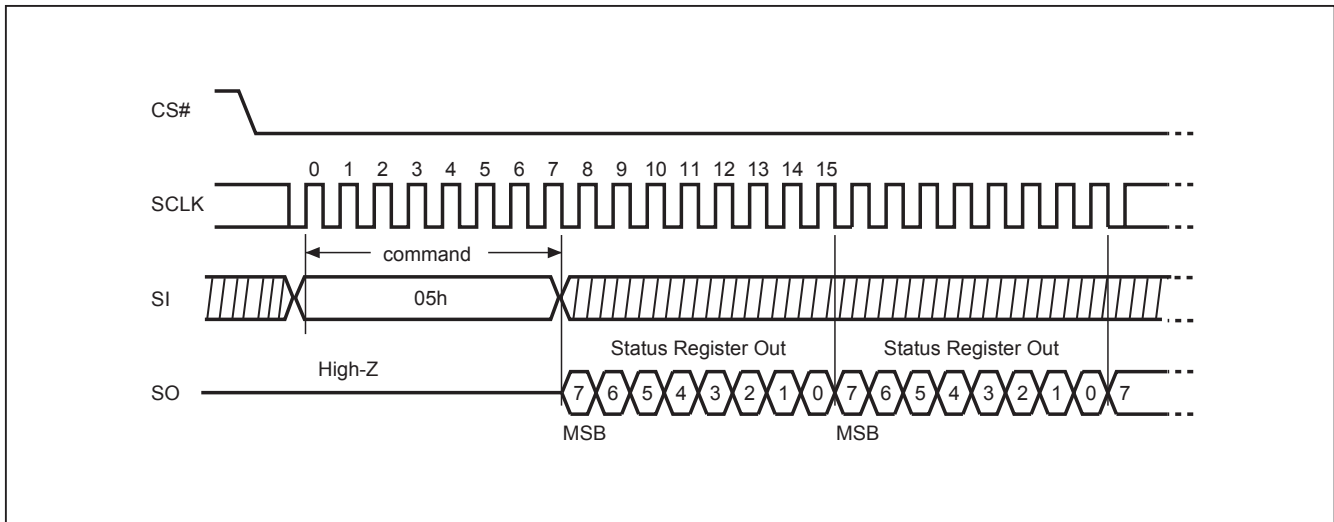 CS#
0 1 2 3 4 5 6 7 8 9 10 11 12 13 14 15
SCLK
command
SI
05h
Status Register Out Status Register Out
High-Z
SO
7 6 5 4 3 2 1 0 7 6 5 4 3 2 1 0 7
MSB MSB